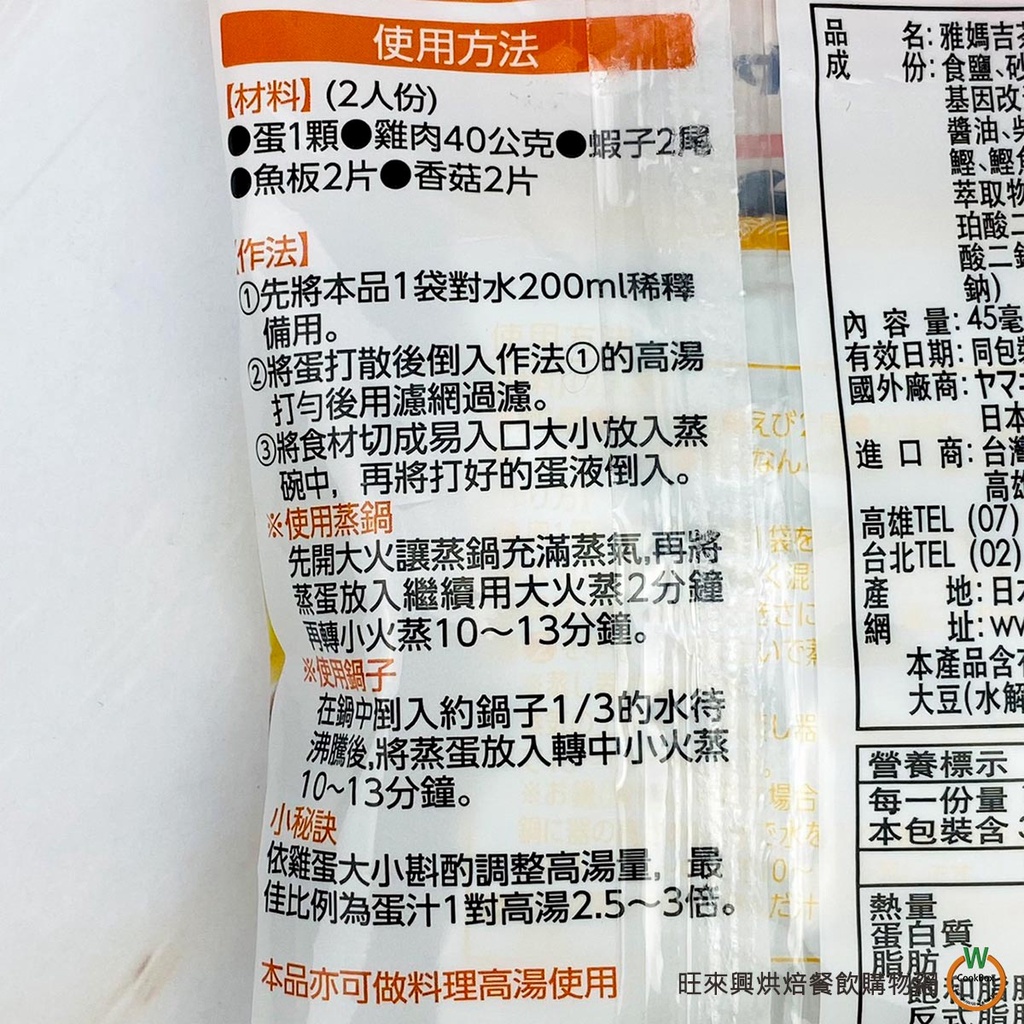 使用方法
【材料】(2人份)
●蛋1顆●雞肉40公克●蝦子2尾
●魚板2片●香菇2片
【作法】
①先將本品1袋對水200ml稀釋
備用。
②將蛋打散後倒入作法①的高湯
打勻後用濾網過濾。
③將食材切成易入口大小放入蒸
碗中，再將打好的蛋液倒入。
※使用蒸鍋
先開大火讓蒸鍋充滿蒸氣,再將
蒸蛋放入繼續用大火蒸2分鐘
再轉小火蒸10～13分鐘。
※使用鍋子
在鍋中倒入約鍋子1/3的水待
沸騰後,將蒸蛋放入轉中小火蒸
10~13分鐘。
小秘訣
依雞蛋大小斟酌調整高湯量，最
佳比例為蛋汁1對高湯2.5～3倍。
本品亦可做料理高湯使用
品名:雅媽吉
成份:食鹽、
基因改
醬油、
鰹、鰹
萃取物
珀酸二
酸二
鈉)
內容量:45毫
有效日期:同包
國外廠商:ヤマ
日本
進口商:台灣
高雄
高雄TEL (07)
台北TEL (02)
產地:日
網址:ww
本產品含
大豆(水解
營養標示
每一份量
本包裝含
熱量
蛋白質
脂肪
飽和脂肪
反式脂肪
旺來興烘焙餐飲購物網
W
CookBox